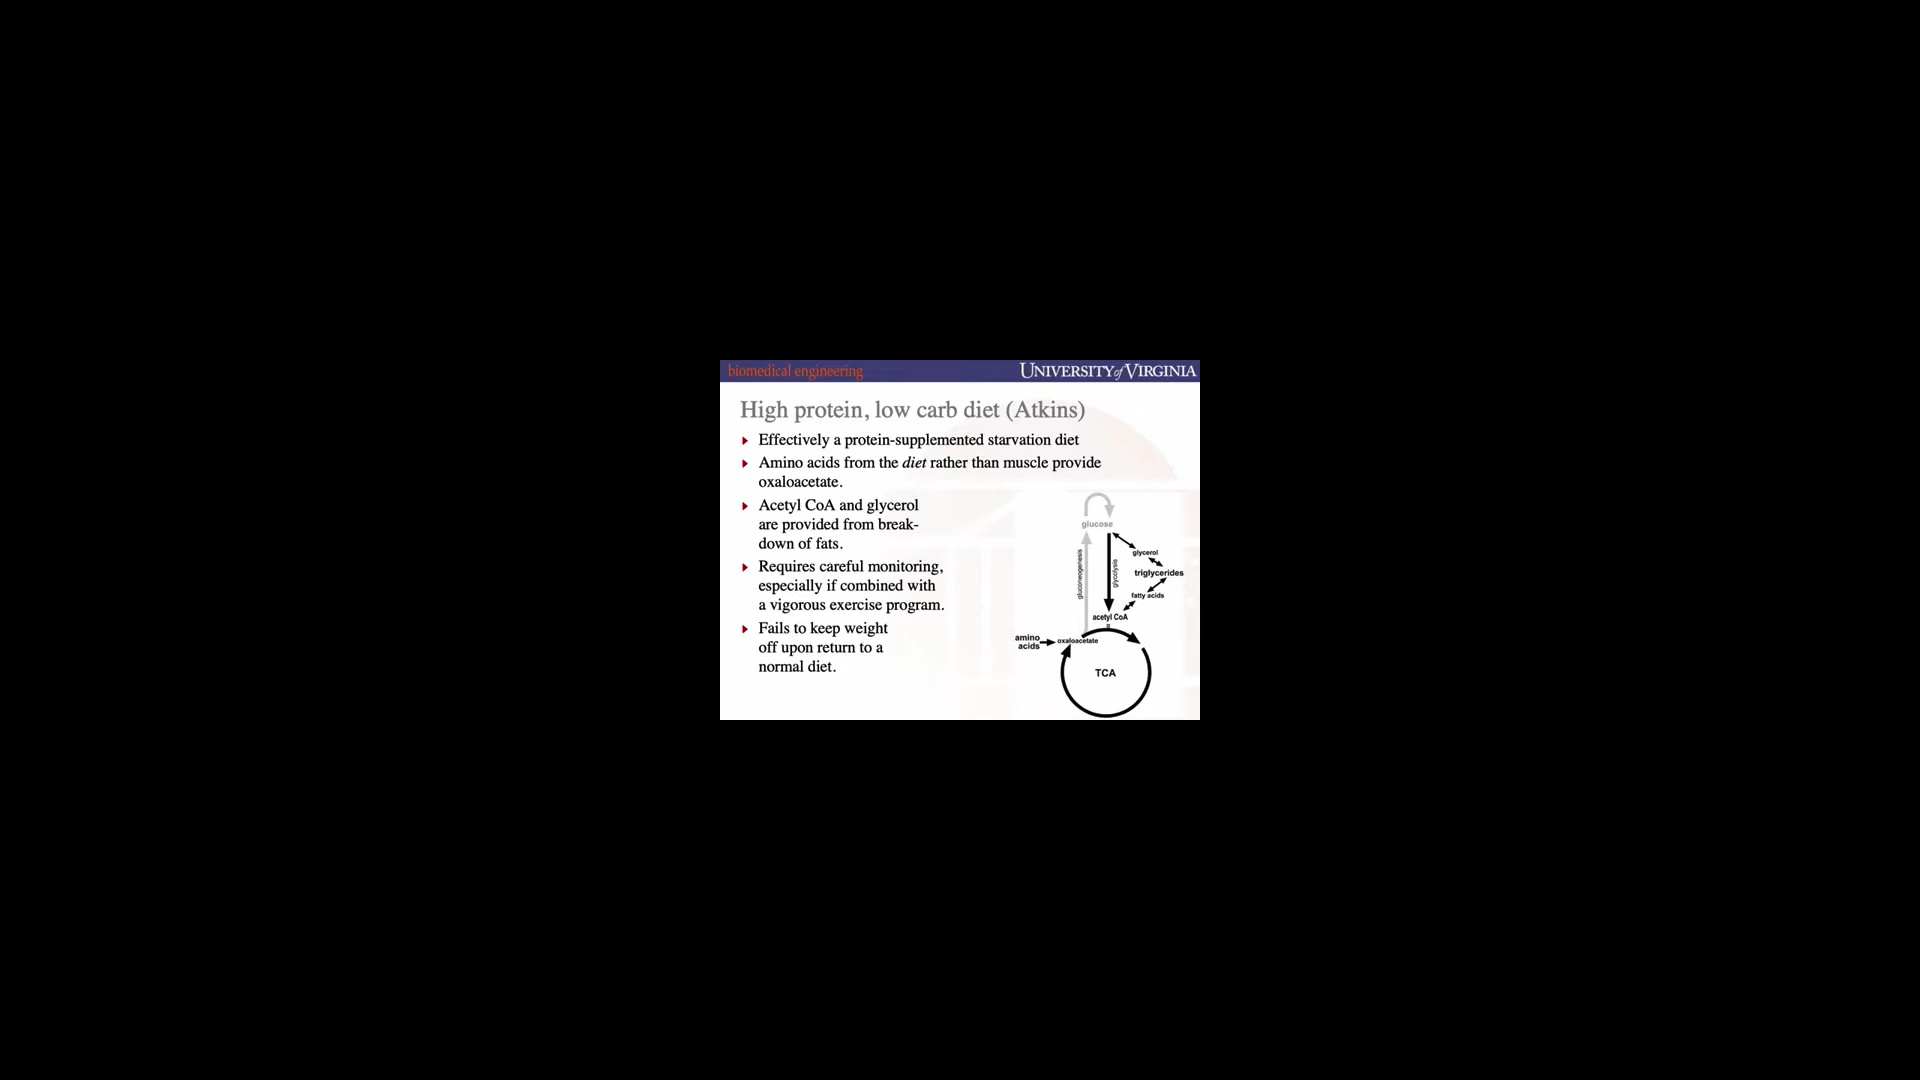 biomedical engineering
UNIVERSITY of VIRGINIA
High protein, low carb diet (Atkins)
Effectively a protein-supplemented starvation diet
Amino acids from the diet rather than muscle provide
oxaloacetate.
Acetyl CoA and glycerol
are provided from break-
down of fats.
Requires careful monitoring,
especially if combined with
a vigorous exercise program.
Fails to keep weight
off upon return to a
normal diet.
glucose
gluconeogenesis
glycolysis
glycerol
triglycerides
fatty acids
acetyl CoA
amino
acids
oxaloacetate
TCA